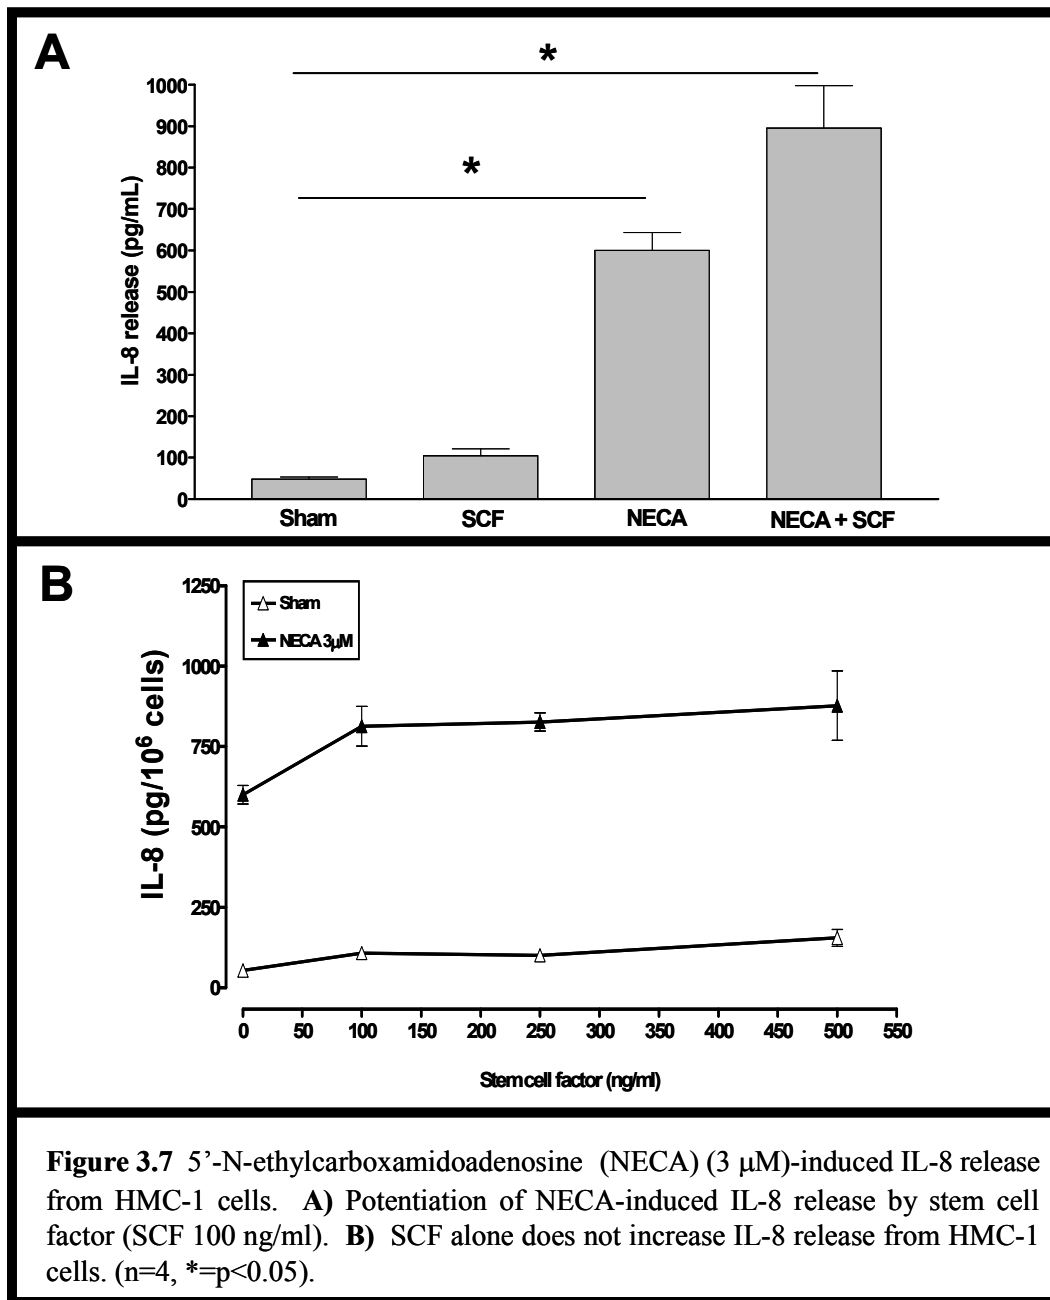 A
*
*
1000
900
800
700
600
500
400
300
200
100
0
IL-8 release (pg/mL)
Sham SCF NECA NECA + SCF
B
1250
1000
750
500
250
0
Sham
NECA 3μM
IL-8 (pg/10⁶ cells)
0 50 100 150 200 250 300 350 400 450 500 550
Stem cell factor (ng/ml)
Figure 3.7 5’-N-ethylcarboxamidoadenosine (NECA) (3 μM)-induced IL-8 release
from HMC-1 cells. A) Potentiation of NECA-induced IL-8 release by stem cell
factor (SCF 100 ng/ml). B) SCF alone does not increase IL-8 release from HMC-1
cells. (n=4, *=p<0.05).